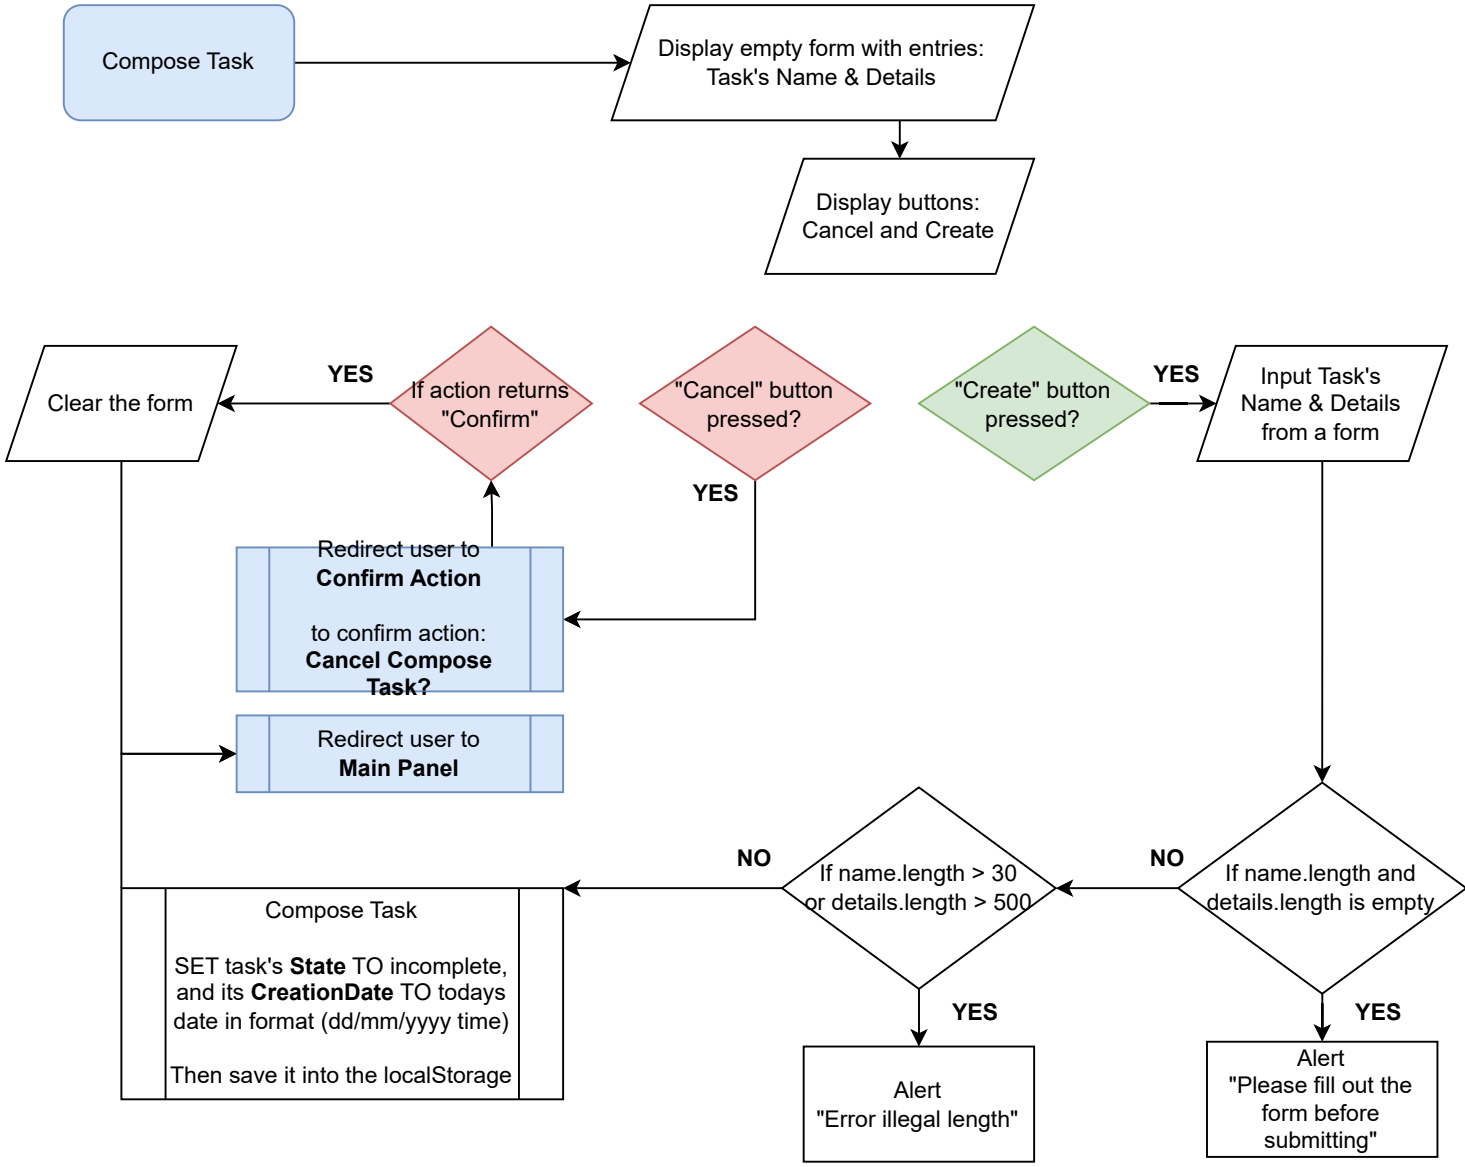 Compose Task
Display empty form with entries:
Task's Name & Details
Display buttons:
Cancel and Create
Clear the form
YES
If action returns
"Confirm"
"Cancel" button
pressed?
YES
"Create" button
pressed?
YES
Input Task's
Name & Details
from a form
Redirect user to
Confirm Action
to confirm action:
Cancel Compose
Task?
Redirect user to
Main Panel
If name.length and
details.length is empty
NO
YES
Alert
"Please fill out the
form before
submitting"
If name.length > 30
or details.length > 500
NO
YES
Alert
"Error illegal length"
Compose Task
SET task's State TO incomplete,
and its CreationDate TO todays
date in format (dd/mm/yyyy time)
Then save it into the localStorage